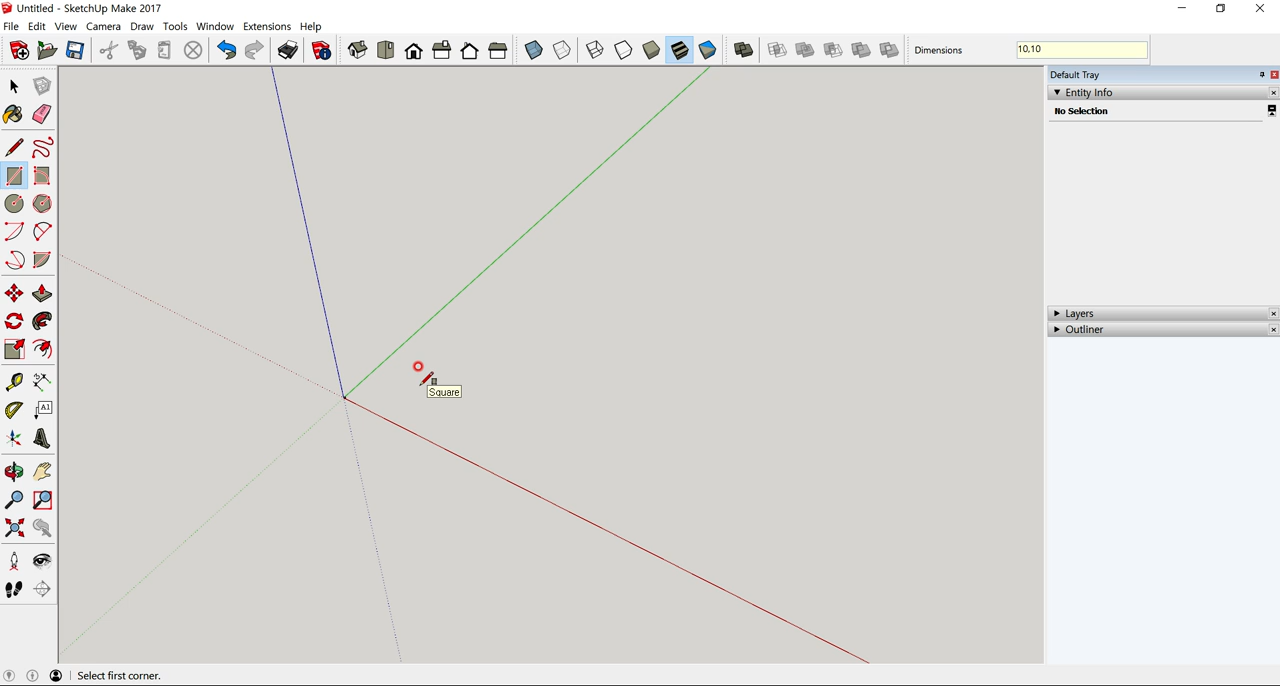 Untitled - SketchUp Make 2017
File Edit View Camera Draw Tools Window Extensions Help
Dimensions 10,10
Default Tray
Entity Info
No Selection
A1
Square
Layers
Outliner
Select first corner.